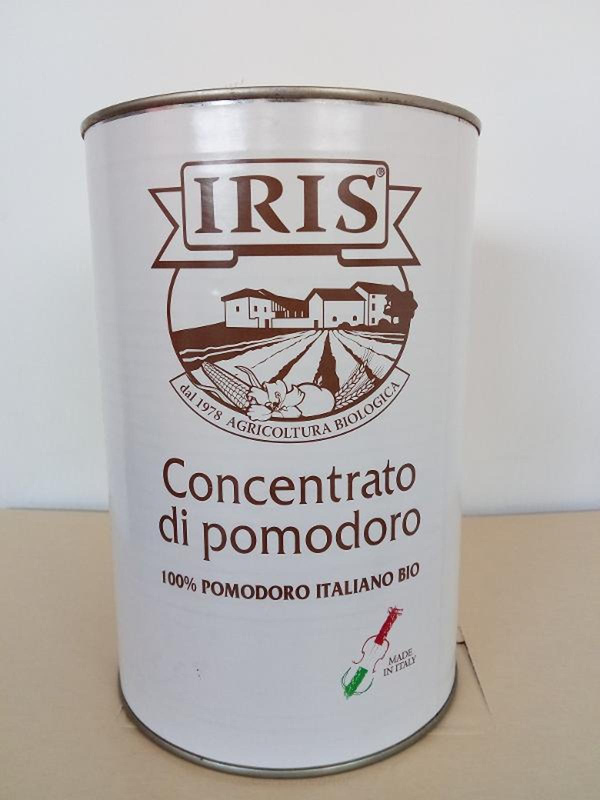 IRIS®
dal 1978 AGRICOLTURA BIOLOGICA
Concentrato
di pomodoro
100% POMODORO ITALIANO BIO
MADE
IN ITALY